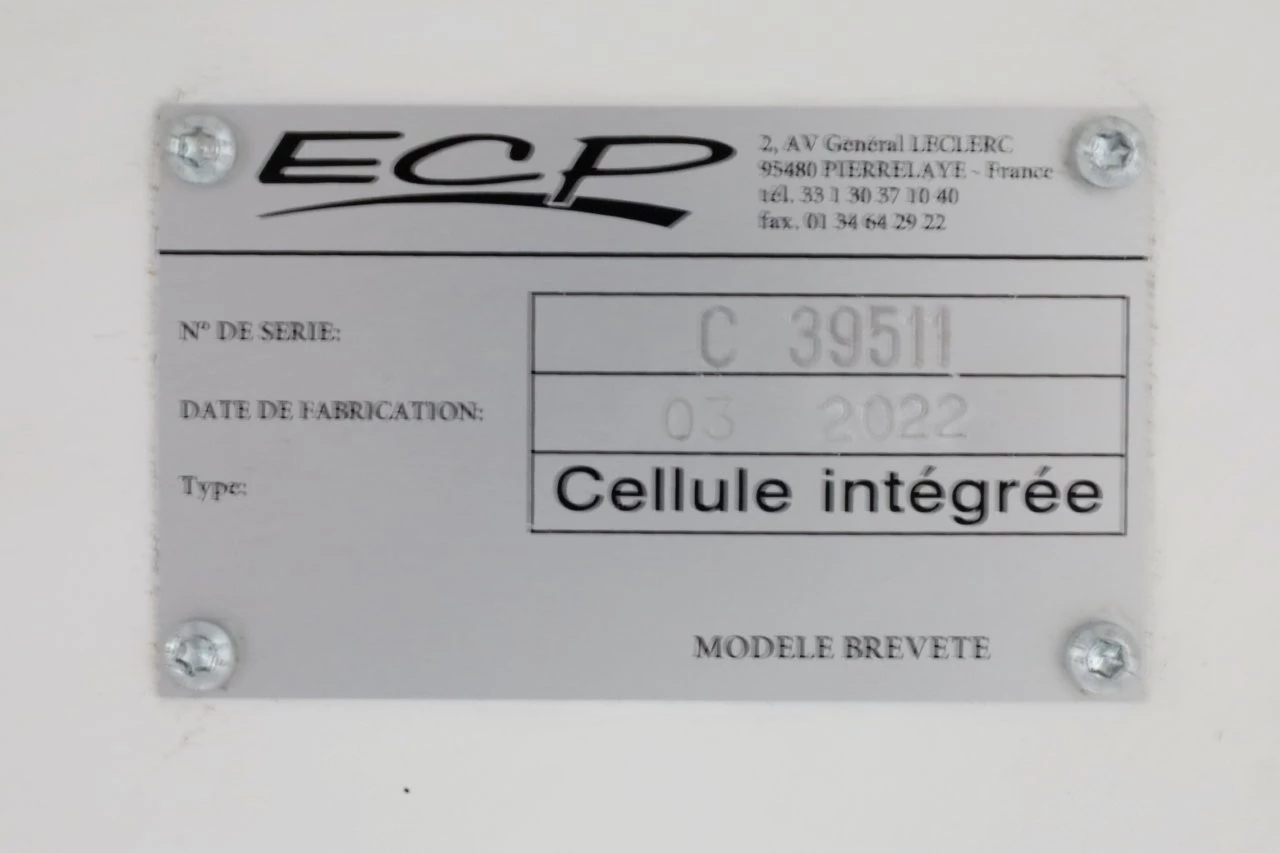 ECP
2, AV Général LECLERC
95480 PIERRELAYE - France
tél. 33 1 30 37 10 40
fax. 01 34 64 29 22
N° DE SERIE: C 39511
DATE DE FABRICATION: 03 2022
Type: Cellule intégrée
MODELE BREVETE